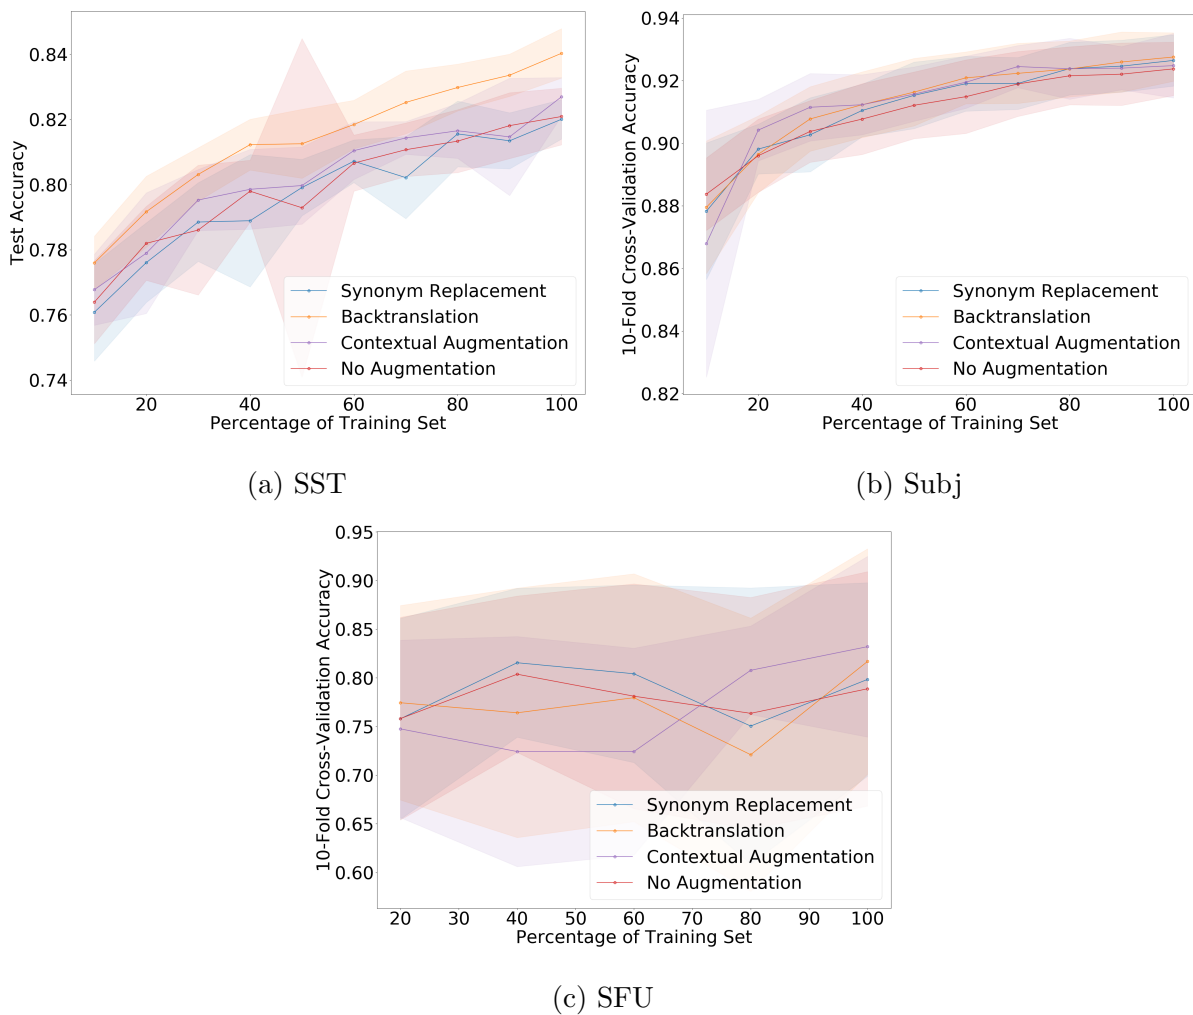 0.84
0.82
0.80
0.78
0.76
0.74
Test Accuracy
Synonym Replacement
Backtranslation
Contextual Augmentation
No Augmentation
20 40 60 80 100
Percentage of Training Set
(a) SST
0.94
0.92
0.90
0.88
0.86
0.84
0.82
10-Fold Cross-Validation Accuracy
Synonym Replacement
Backtranslation
Contextual Augmentation
No Augmentation
20 40 60 80 100
Percentage of Training Set
(b) Subj
0.95
0.90
0.85
0.80
0.75
0.70
0.65
0.60
10-Fold Cross-Validation Accuracy
Synonym Replacement
Backtranslation
Contextual Augmentation
No Augmentation
20 30 40 50 60 70 80 90 100
Percentage of Training Set
(c) SFU